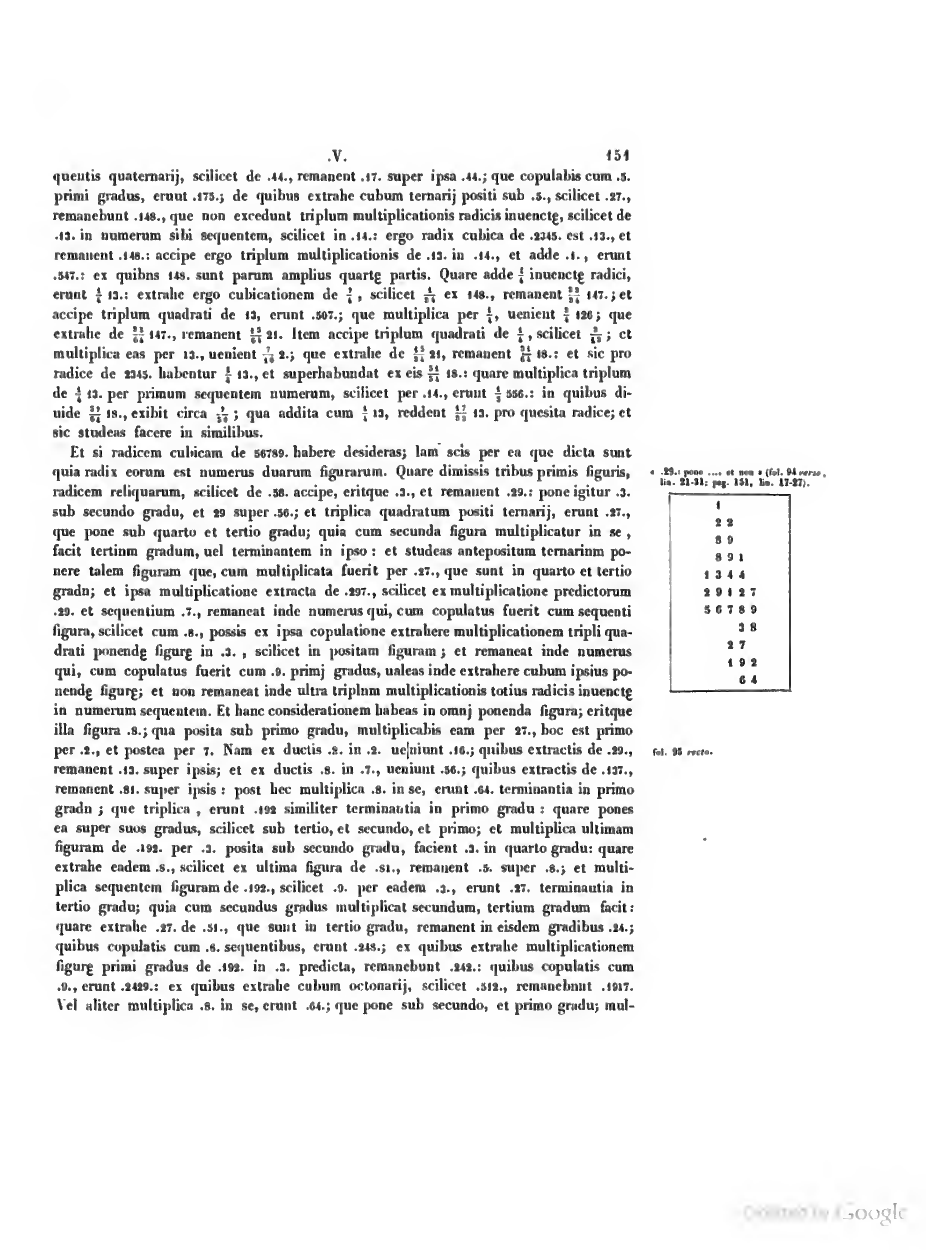 .V. 151
quentis quaternarij, scilicet de .44., remanent .17. super ipsa .44.; que copulabis cum .5.
primi gradus, erunt .175.; de quibus extrahe cubum ternarij positi sub .5., scilicet .27.,
remanebunt .148., que non excedunt triplum multiplicationis radicis inuenctę, scilicet de
.13. in numerum sibi sequentem, scilicet in .14.: ergo radix cubica de .2345. est .13., et
remanent .148.: accipe ergo triplum multiplicationis de .13. in .14., et adde .1., erunt
.547.: ex quibns 148. sunt parum amplius quartę partis. Quare adde 1/4 inuenctę radici,
erunt 1/4 13.: extrahe ergo cubicationem de 1/4, scilicet 1/64 ex 148., remanent 63/64 147.; et
accipe triplum quadrati de 13, erunt .507.; que multiplica per 1/4, uenient 3/4 126; que
extrahe de 63/64 147., remanent 15/64 21. Item accipe triplum quadrati de 1/4, scilicet 3/16; et
multiplica eas per 13., uenient 7/16 2.; que extrahe de 15/64 21, remanent 51/64 18.: et sic pro
radice de 2345. habentur 1/4 13., et superhabundat ex eis 51/64 18.: quare multiplica triplum
de 1/4 13. per primum sequentem numerum, scilicet per .14., erunt 1/2 556.: in quibus di-
uide 51/64 18., exibit circa ; qua addita cum 1/4 13, reddent 13. pro quesita radice; et
sic studeas facere in similibus.
Et si radicem cubicam de 56789. habere desideras; Iam scis per ea que dicta sunt
quia radix eorum est numerus duarum figurarum. Quare dimissis tribus primis figuris,
radicem reliquarum, scilicet de .56. accipe, eritque .3., et remanent .29.: pone igitur .3.
sub secundo gradu, et 29 super .56.; et triplica quadratum positi ternarij, erunt .27.,
que pone sub quarto et tertio gradu; quia cum secunda figura multiplicatur in se ,
facit tertinm gradum, uel terminantem in ipso : et studeas antepositum ternarinm po-
nere talem figuram que, cum multiplicata fuerit per .27., que sunt in quarto et tertio
gradn; et ipsa multiplicatione extracta de .297., scilicet ex multiplicatione predictorum
.29. et sequentium .7., remaneat inde numerus qui, cum copulatus fuerit cum sequenti
figura, scilicet cum .8., possis ex ipsa copulatione extrahere multiplicationem tripli qua-
drati ponendę figurę in .3. , scilicet in positam figuram ; et remaneat inde numerus
qui, cum copulatus fuerit cum .9. primj gradus, ualeas inde extrahere cubum ipsius po-
nendę figurę; et non remaneat inde ultra triplnm multiplicationis totius radicis inuenctę
in numerum sequentem. Et hanc considerationem habeas in omnj ponenda figura; eritque
illa figura .8.; qua posita sub primo gradu, multiplicabis eam per 27., hoc est primo
per .2., et postea per 7. Nam ex ductis .8. in .2. ue|niunt .16.; quibus extractis de .29.,
remanent .13. super ipsis; et ex ductis .8. in .7., ueniunt .56.; quibus extractis de .137.,
remanent .81. super ipsis : post hec multiplica .8. in se, erunt .64. terminantia in primo
gradn ; que triplica , erunt .192 similiter terminantia in primo gradu : quare pones
ea super suos gradus, scilicet sub tertio, et secundo, et primo; et multiplica ultimam
figuram de .192. per .3. posita sub secundo gradu, facient .3. in quarto gradu: quare
extrahe eadem .3., scilicet ex ultima figura de .81., remanent .5. super .8.; et multi-
plica sequentem figuram de .192., scilicet .9. per eadem .3., erunt .27. terminantia in
tertio gradu; quia cum secundus gradus multiplicat secundum, tertium gradum facit:
quare extrahe .27. de .51., que sunt in tertio gradu, remanent in eisdem gradibus .24.;
quibus copulatis cum .8. sequentibus, erunt .248.; ex quibus extrahe multiplicationem
figurę primi gradus de .192. in .3. predicta, remanebunt .242.: quibus copulatis cum
.9., erunt .2429.: ex quibus extrahe cubum octonarij, scilicet .512., remanebnnt .1917.
Vel aliter multiplica .8. in se, erunt .64.; que pone sub secundo, et primo gradu; mul-
« .29.: pone ...., et non » (fol. 94 verso,
lin. 21-31; pag. 151, lin. 17-27).
1
2 2
5 9
8 9 1
1 3 4 4
2 9 1 2 7
5 6 7 8 9
3 8
2 7
1 9 2
6 4
fol. 95 recto.
Digitized by Google